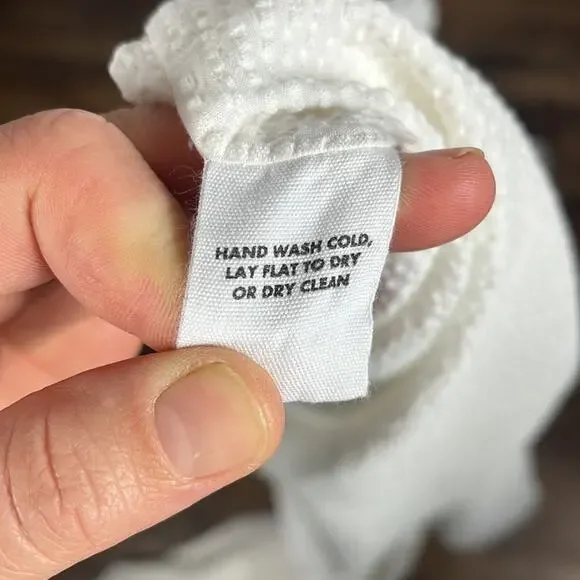 HAND WASH COLD,
LAY FLAT TO DRY
OR DRY CLEAN